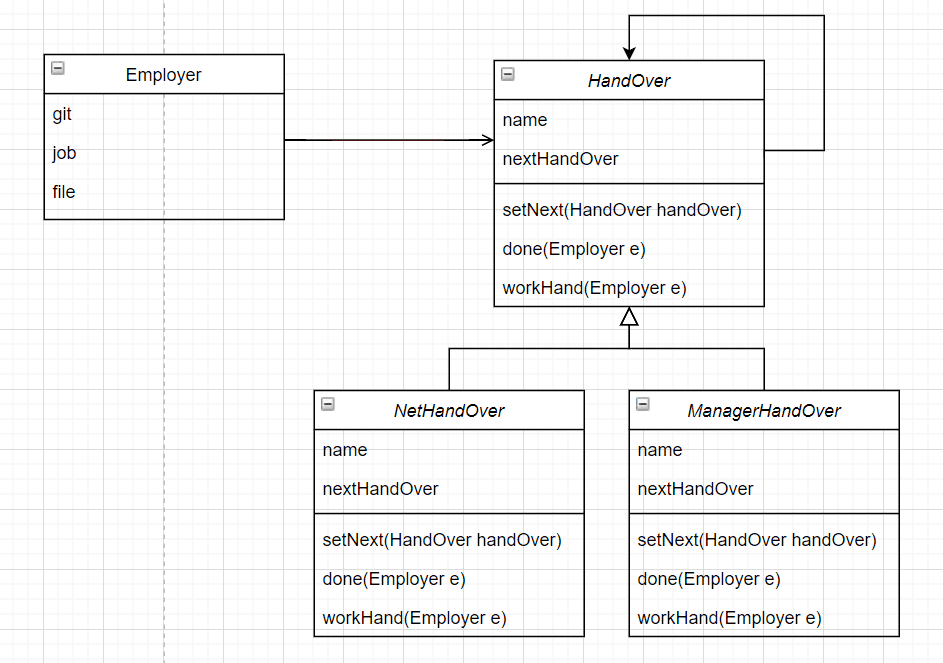 Employer
git
job
file
HandOver
name
nextHandOver
setNext(HandOver handOver)
done(Employer e)
workHand(Employer e)
NetHandOver
name
nextHandOver
setNext(HandOver handOver)
done(Employer e)
workHand(Employer e)
ManagerHandOver
name
nextHandOver
setNext(HandOver handOver)
done(Employer e)
workHand(Employer e)